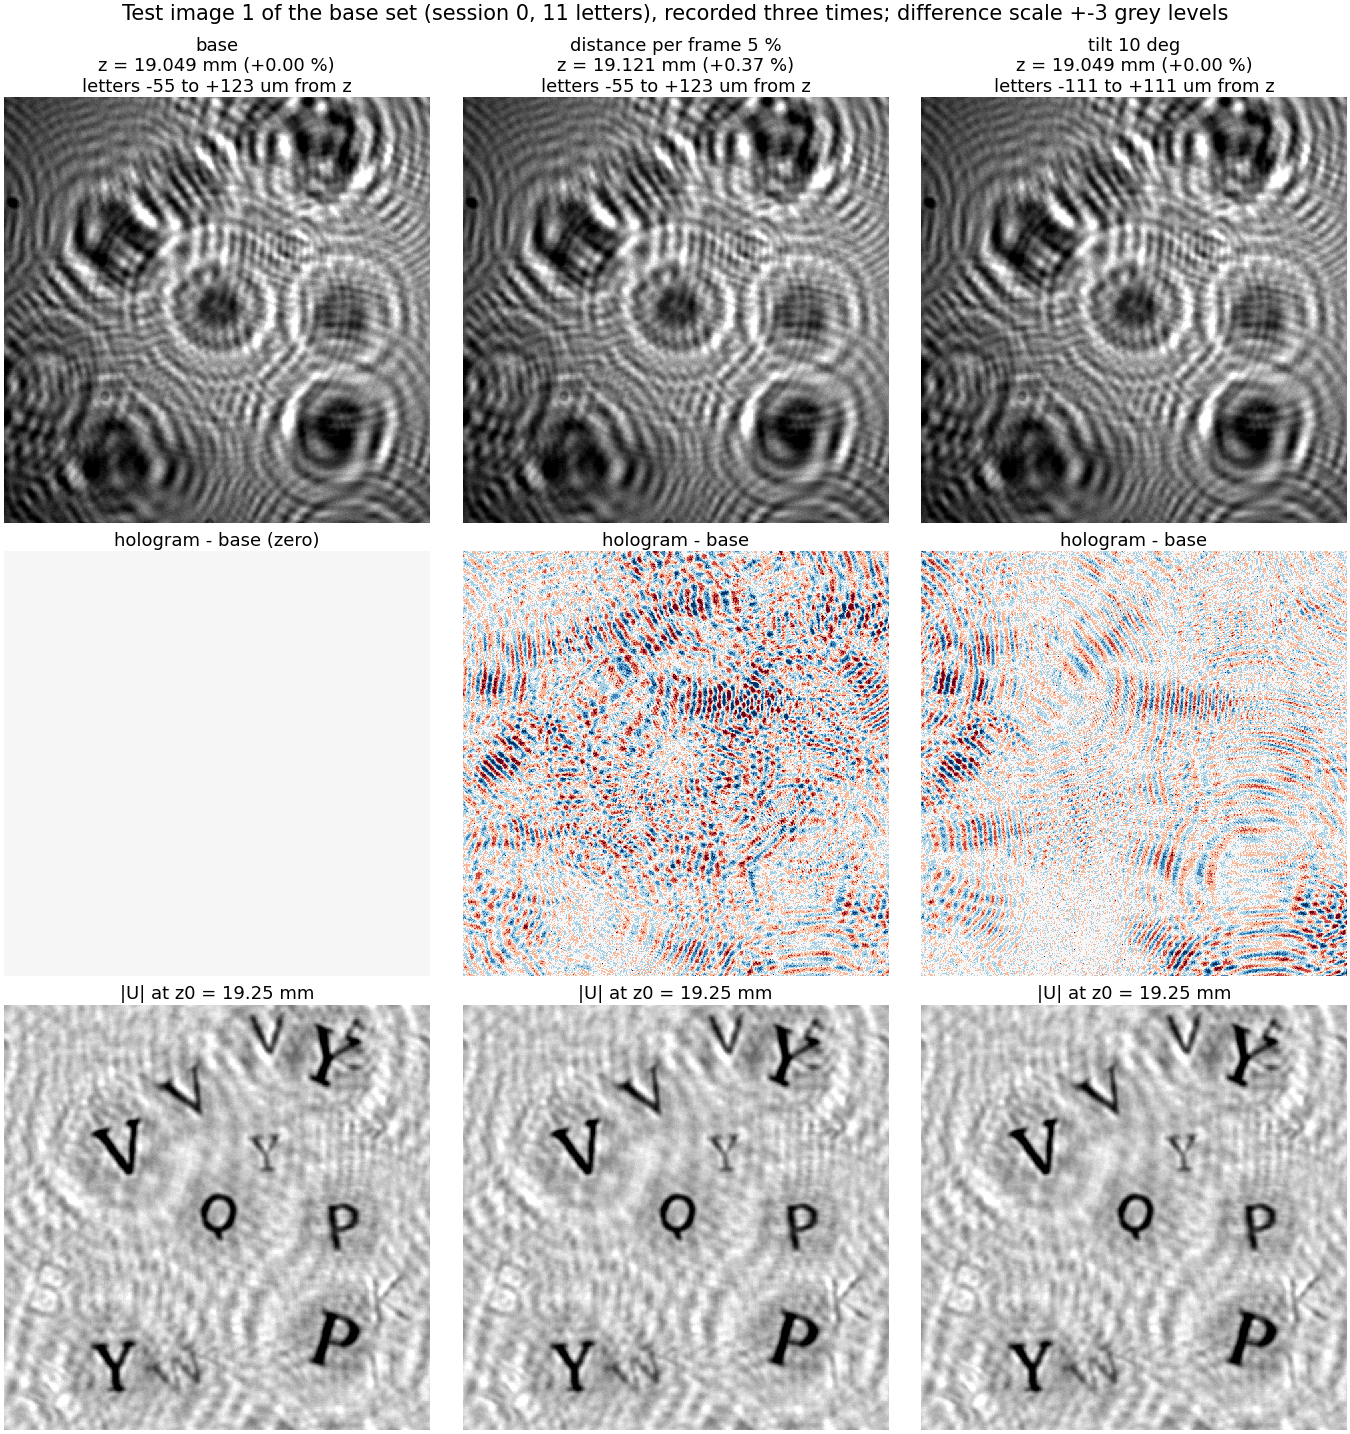 Test image 1 of the base set (session 0, 11 letters), recorded three times; difference scale +-3 grey levels
base
z = 19.049 mm (+0.00 %)
letters -55 to +123 um from z
distance per frame 5 %
z = 19.121 mm (+0.37 %)
letters -55 to +123 um from z
tilt 10 deg
z = 19.049 mm (+0.00 %)
letters -111 to +111 um from z
hologram - base (zero)
hologram - base
hologram - base
|U| at z0 = 19.25 mm
V Y
V
V Y
Q P
K
Y W P
|U| at z0 = 19.25 mm
V Y
V
V Y
Q P
K
Y W P
|U| at z0 = 19.25 mm
V Y
V
V Y
Q P
K
Y W P